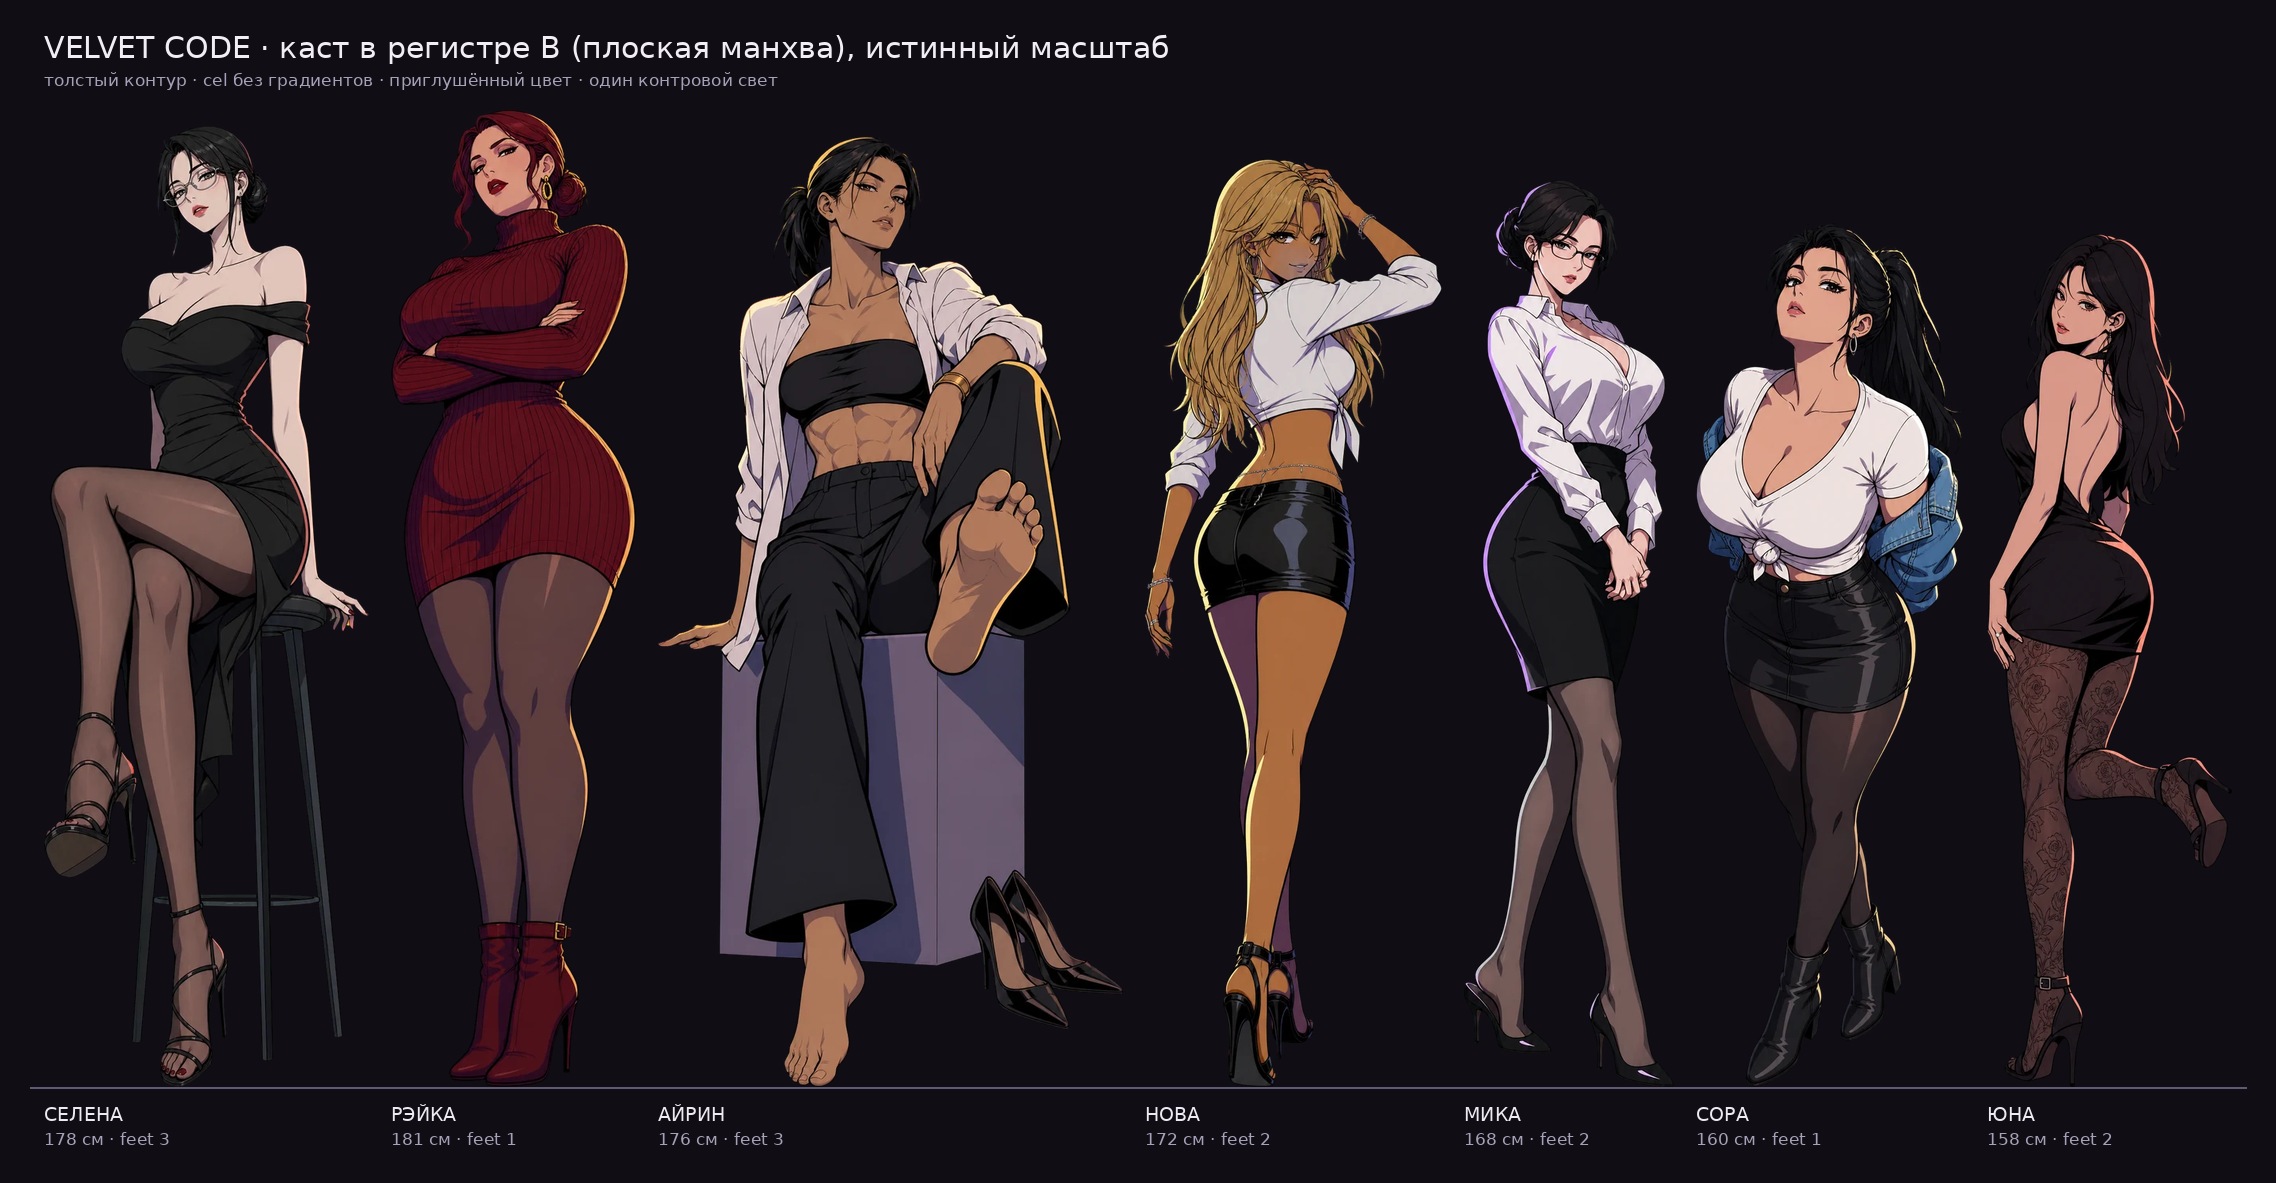 VELVET CODE · каст в регистре B (плоская манхва), истинный масштаб
толстый контур · cel без градиентов · приглушённый цвет · один контровой свет
СЕЛЕНА
178 см · feet 3
РЭЙКА
181 см · feet 1
АЙРИН
176 см · feet 3
НОВА
172 см · feet 2
МИКА
168 см · feet 2
СОРА
160 см · feet 1
ЮНА
158 см · feet 2